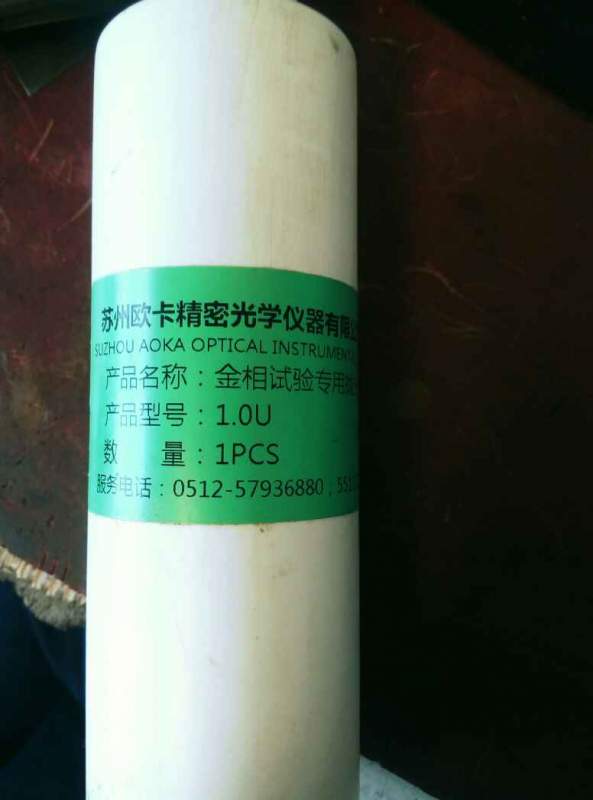 苏州欧卡精密光学仪器有限公
SUZHOU AOKA OPTICAL INSTRUMENT
产品名称：金相试验专用抛
产品型号：1.0U
数 量：1PCS
服务电话：0512-57936880，551